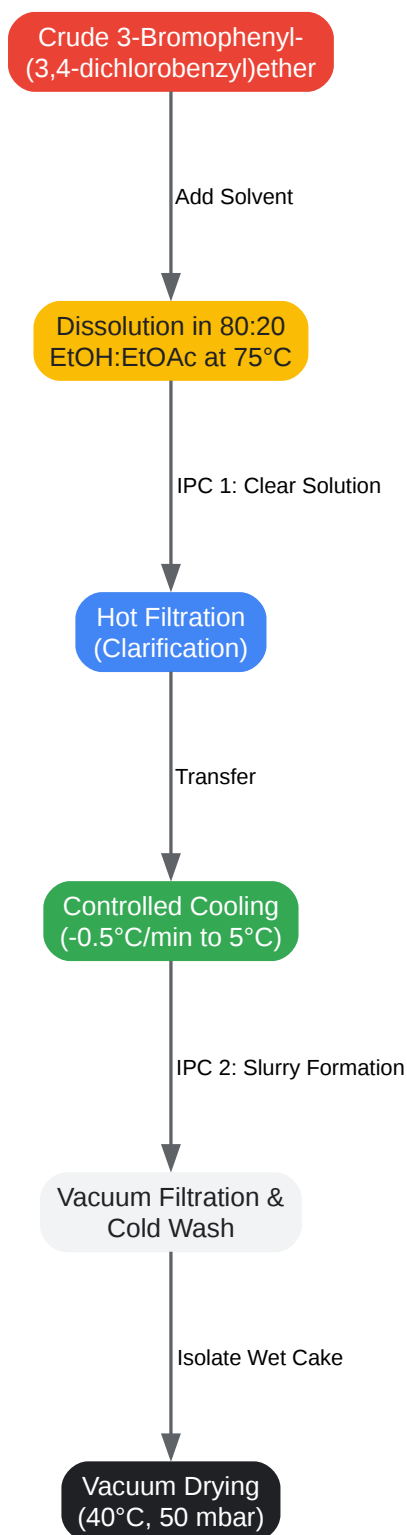 Crude 3-Bromophenyl-
(3,4-dichlorobenzyl)ether
Add Solvent
Dissolution in 80:20
EtOH:EtOAc at 75°C
IPC 1: Clear Solution
Hot Filtration
(Clarification)
Transfer
Controlled Cooling
(-0.5°C/min to 5°C)
IPC 2: Slurry Formation
Vacuum Filtration &
Cold Wash
Isolate Wet Cake
Vacuum Drying
(40°C, 50 mbar)